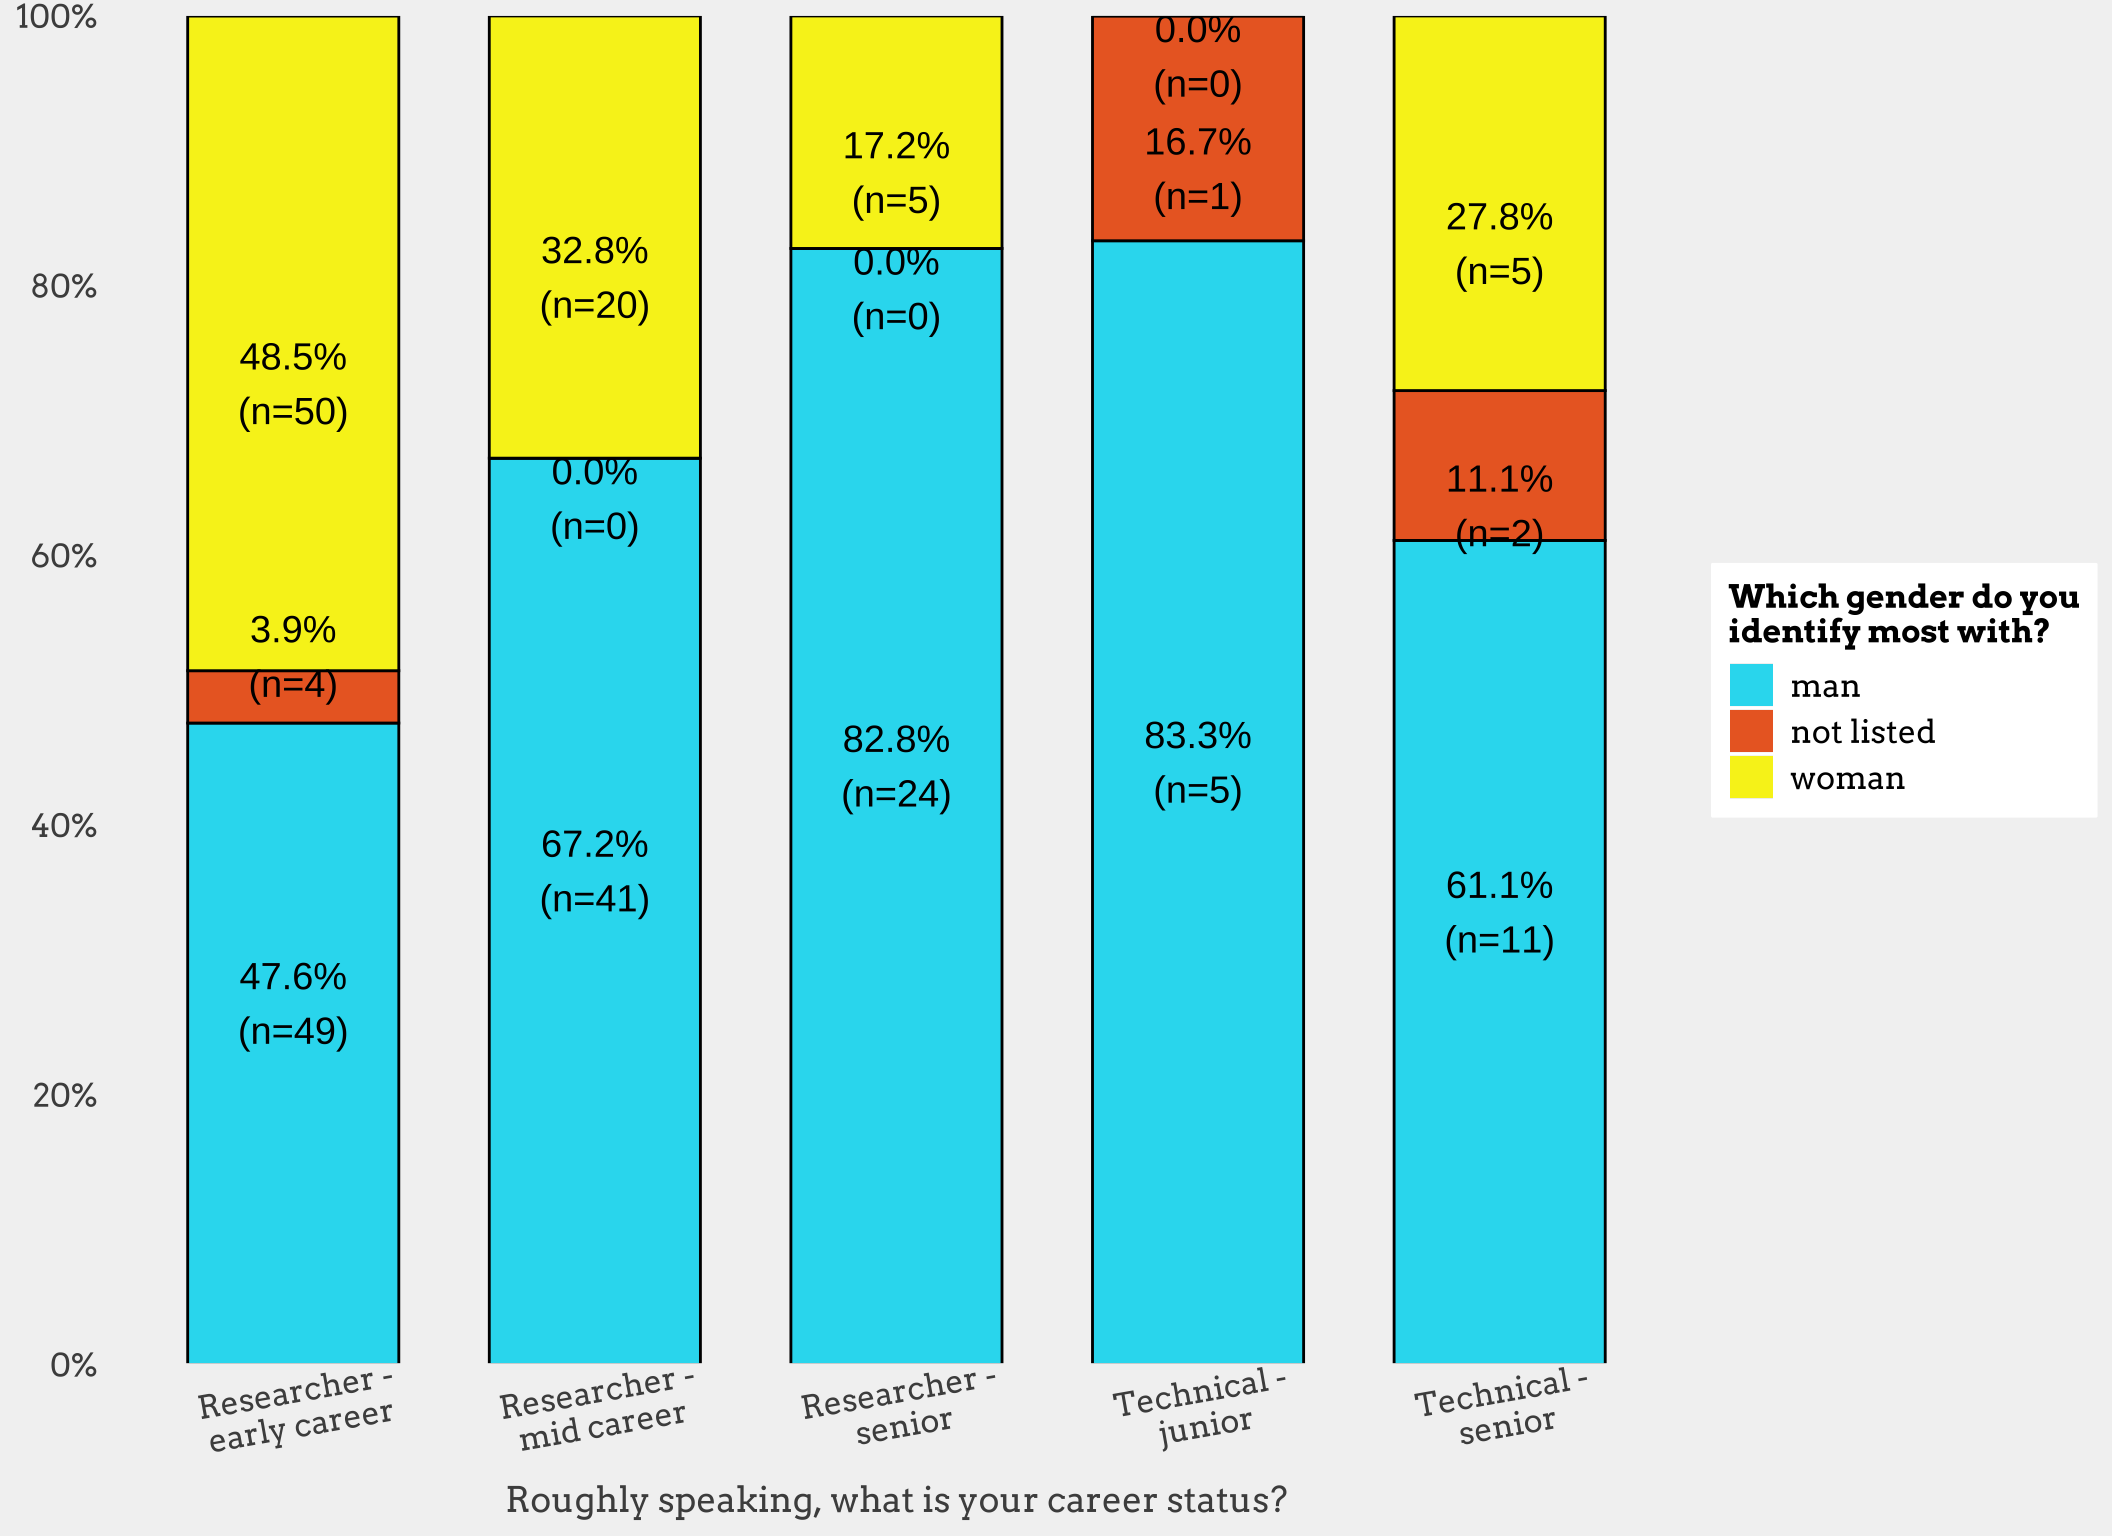 100%
80%
60%
40%
20%
0%
48.5%
(n=50)
3.9%
(n=4)
47.6%
(n=49)
32.8%
(n=20)
0.0%
(n=0)
67.2%
(n=41)
17.2%
(n=5)
0.0%
(n=0)
82.8%
(n=24)
0.0%
(n=0)
16.7%
(n=1)
83.3%
(n=5)
27.8%
(n=5)
11.1%
(n=2)
61.1%
(n=11)
Researcher -
early career
Researcher -
mid career
Researcher -
senior
Technical -
junior
Technical -
senior
Roughly speaking, what is your career status?
Which gender do you
identify most with?
man
not listed
woman